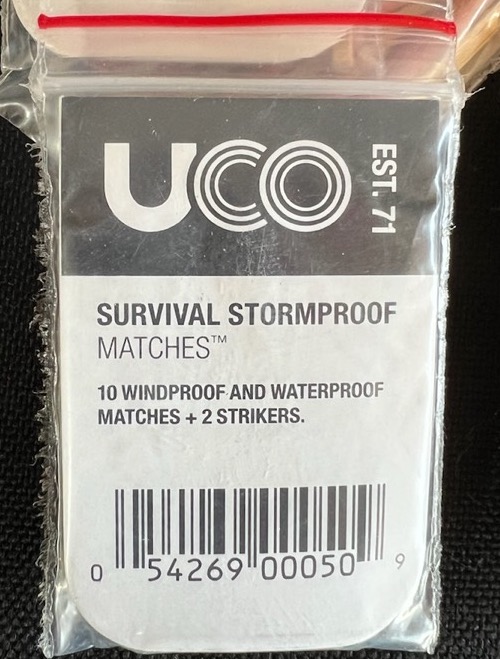 UCO
EST. 71
SURVIVAL STORMPROOF
MATCHES™
10 WINDPROOF AND WATERPROOF
MATCHES + 2 STRIKERS.
0 54269 00050 9